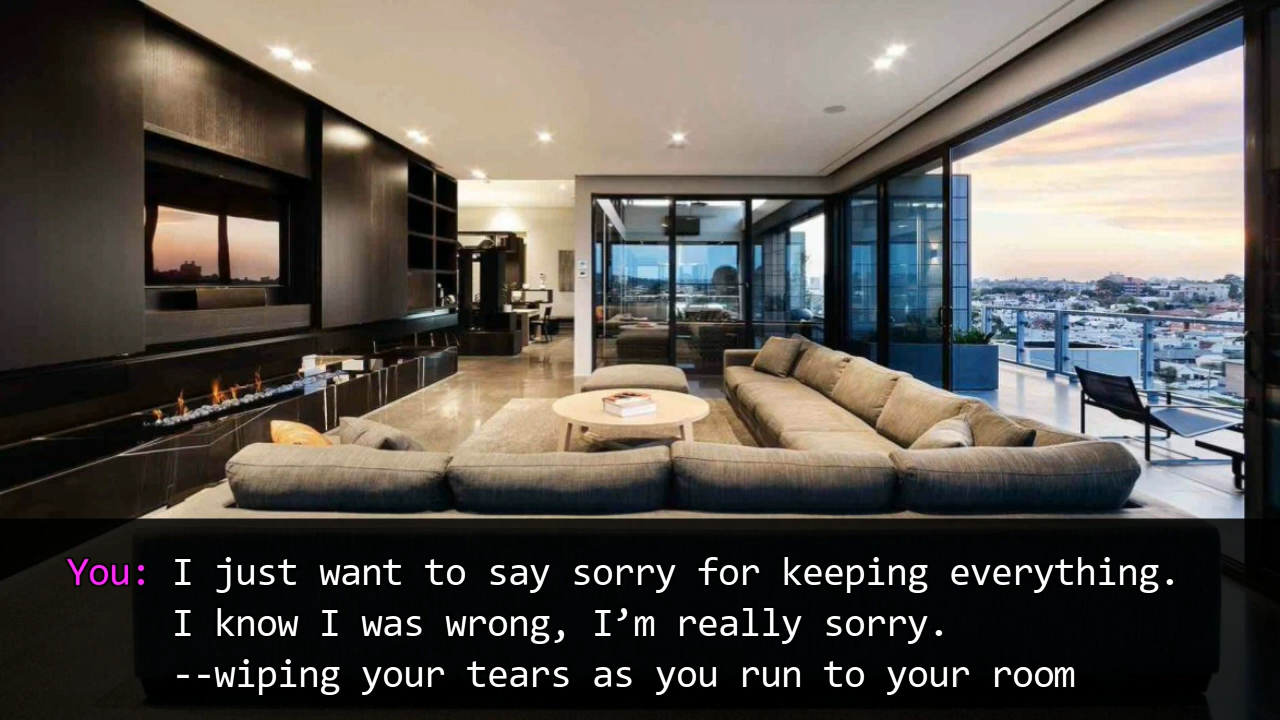 You: I just want to say sorry for keeping everything.
I know I was wrong, I’m really sorry.
--wiping your tears as you run to your room